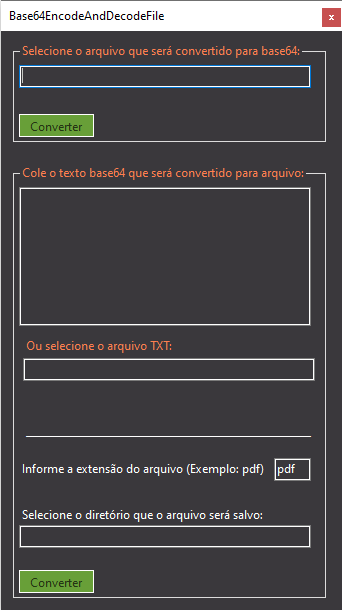 Base64EncodeAndDecodeFile
x
Selecione o arquivo que será convertido para base64:
Converter
Cole o texto base64 que será convertido para arquivo:
Ou selecione o arquivo TXT:
Informe a extensão do arquivo (Exemplo: pdf) pdf
Selecione o diretório que o arquivo será salvo:
Converter